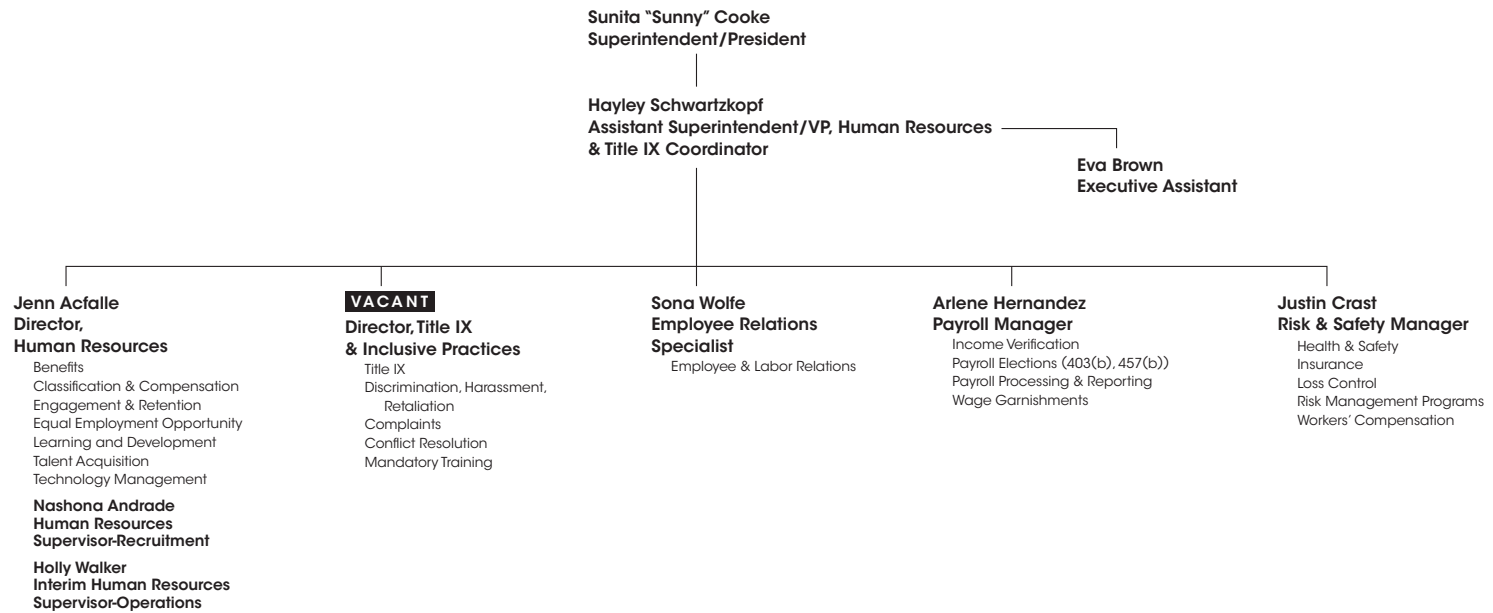 Sunita “Sunny” Cooke
Superintendent/President
Hayley Schwartzkopf
Assistant Superintendent/VP, Human Resources
& Title IX Coordinator
Eva Brown
Executive Assistant
Jenn Acfalle
Director,
Human Resources
Benefits
Classification & Compensation
Engagement & Retention
Equal Employment Opportunity
Learning and Development
Talent Acquisition
Technology Management
Nashona Andrade
Human Resources
Supervisor-Recruitment
Holly Walker
Interim Human Resources
Supervisor-Operations
VACANT
Director, Title IX
& Inclusive Practices
Title IX
Discrimination, Harassment,
Retaliation
Complaints
Conflict Resolution
Mandatory Training
Sona Wolfe
Employee Relations
Specialist
Employee & Labor Relations
Arlene Hernandez
Payroll Manager
Income Verification
Payroll Elections (403(b), 457(b))
Payroll Processing & Reporting
Wage Garnishments
Justin Crast
Risk & Safety Manager
Health & Safety
Insurance
Loss Control
Risk Management Programs
Workers’ Compensation